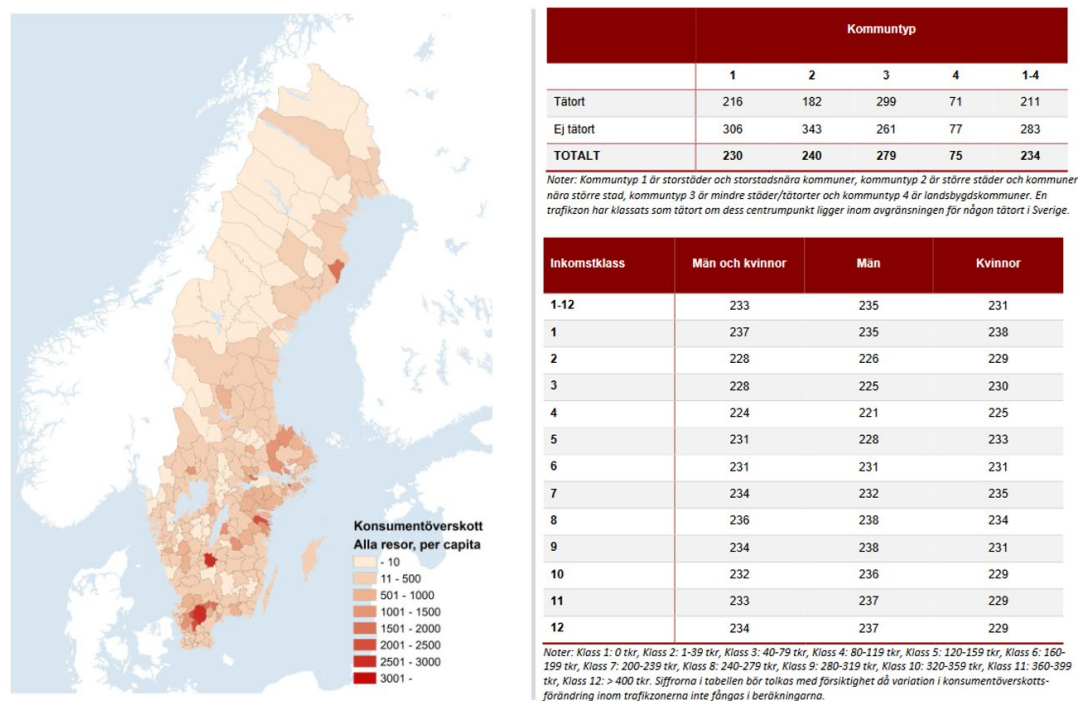 Konsumentöverskott
Alla resor, per capita
- 10
11 - 500
501 - 1000
1001 - 1500
1501 - 2000
2001 - 2500
2501 - 3000
3001 -
Kommuntyp
1 2 3 4 1-4
Tätort 216 182 299 71 211
Ej tätort 306 343 261 77 283
TOTALT 230 240 279 75 234
Noter: Kommuntyp 1 är storstäder och storstadsnära kommuner, kommuntyp 2 är större städer och kommuner
nära större stad, kommuntyp 3 är mindre städer/tätorter och kommuntyp 4 är landsbygdskommuner. En
trafikzon har klassats som tätort om dess centrumpunkt ligger inom avgränsningen för någon tätort i Sverige.
Inkomstklass Män och kvinnor Män Kvinnor
1-12 233 235 231
1 237 235 238
2 228 226 229
3 228 225 230
4 224 221 225
5 231 228 233
6 231 231 231
7 234 232 235
8 236 238 234
9 234 238 231
10 232 236 229
11 233 237 229
12 234 237 229
Noter: Klass 1: 0 tkr, Klass 2: 1-39 tkr, Klass 3: 40-79 tkr, Klass 4: 80-119 tkr, Klass 5: 120-159 tkr, Klass 6: 160-
199 tkr, Klass 7: 200-239 tkr, Klass 8: 240-279 tkr, Klass 9: 280-319 tkr, Klass 10: 320-359 tkr, Klass 11: 360-399
tkr, Klass 12: > 400 tkr. Siffrorna i tabellen bör tolkas med försiktighet då variation i konsumentöverskotts-
förändring inom trafikzonerna inte fångas i beräkningarna.